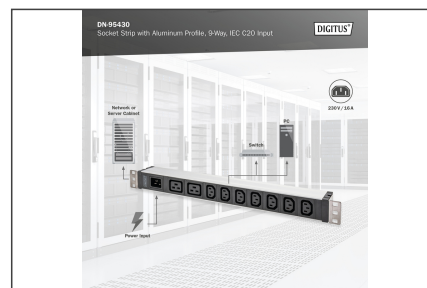 DN-95430
Socket Strip with Aluminum Profile, 9-Way, IEC C20 Input
DIGITUS®
230V / 16A
Network or
Server Cabinet
PC
Switch
Power Input